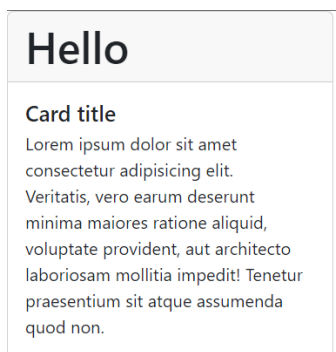 Hello
Card title
Lorem ipsum dolor sit amet
consectetur adipisicing elit.
Veritatis, vero earum deserunt
minima maiores ratione aliquid,
voluptate provident, aut architecto
laboriosam mollitia impedit! Tenetur
praesentium sit atque assumenda
quod non.